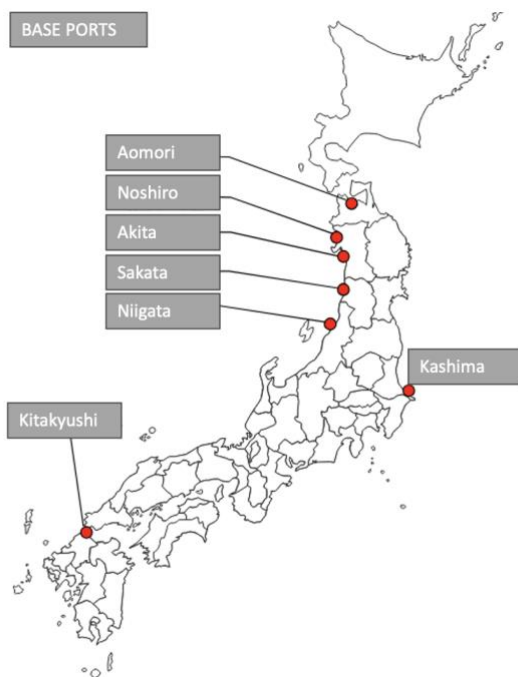 BASE PORTS
Aomori
Noshiro
Akita
Sakata
Niigata
Kashima
Kitakyushi